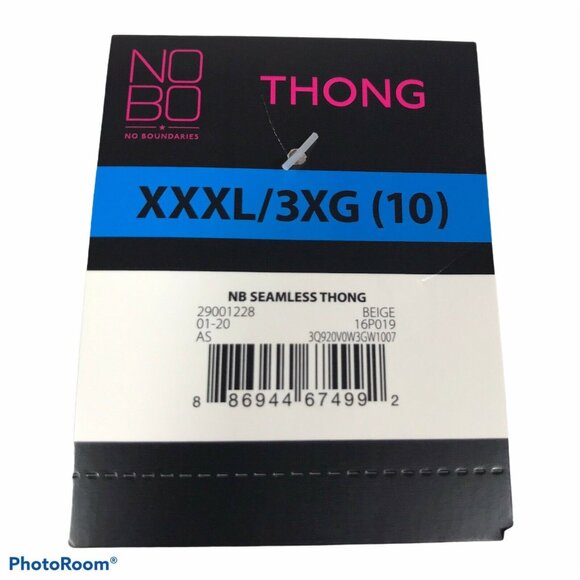 NO
BO
NO BOUNDARIES
THONG
XXXL/3XG (10)
NB SEAMLESS THONG
29001228 BEIGE
01-20 16P019
AS 3Q920V0W3GW1007
8 86944 67499 2
PhotoRoom®